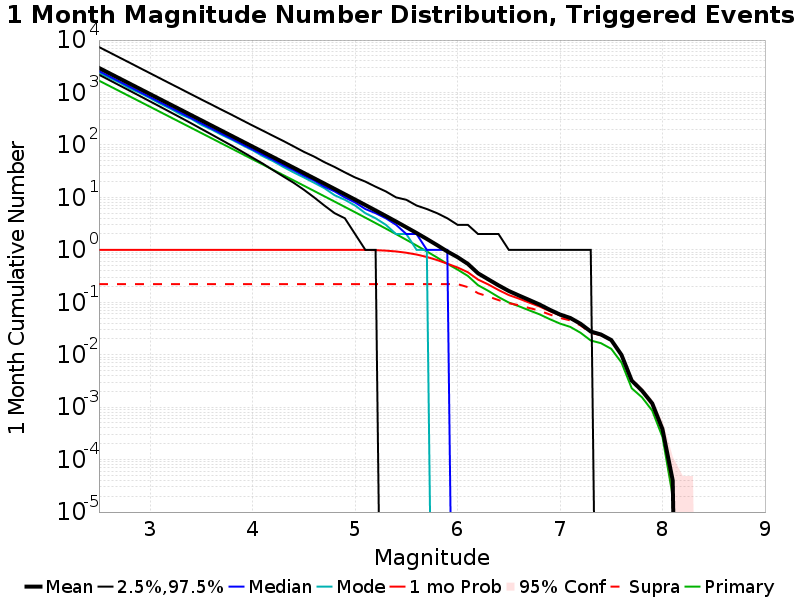 1 Month Magnitude Number Distribution, Triggered Events
1 Month Cumulative Number
10^4
10^3
10^2
10^1
10^0
10^-1
10^-2
10^-3
10^-4
10^-5
3 4 5 6 7 8 9
Magnitude
Mean 2.5%,97.5% Median Mode 1 mo Prob 95% Conf Supra Primary